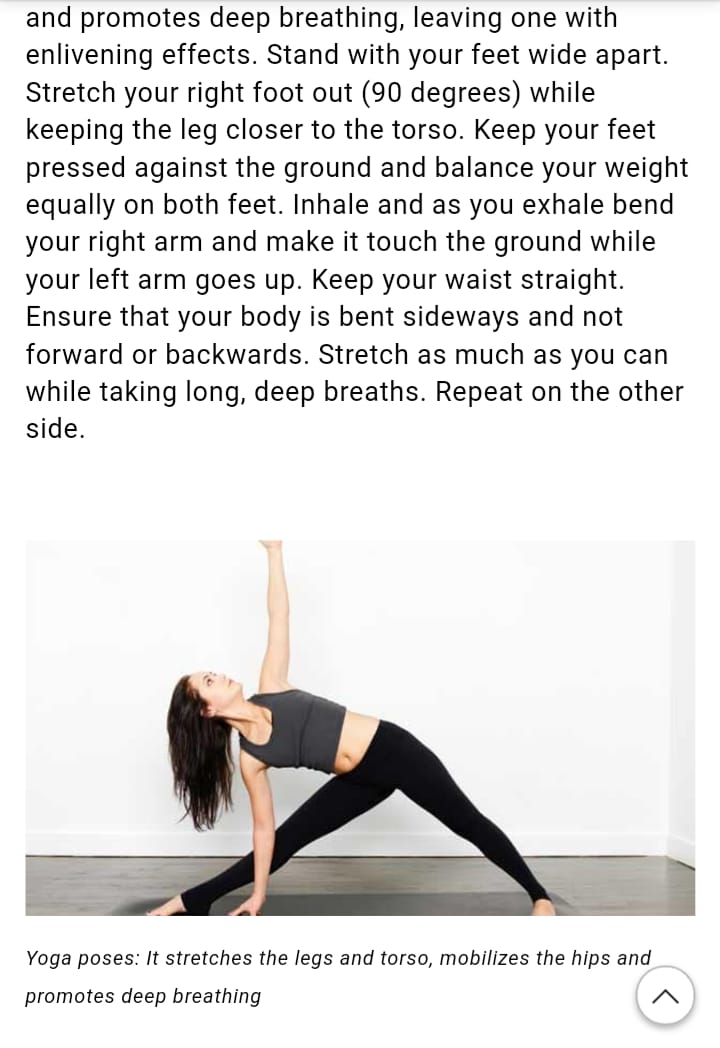 and promotes deep breathing, leaving one with
enlivening effects. Stand with your feet wide apart.
Stretch your right foot out (90 degrees) while
keeping the leg closer to the torso. Keep your feet
pressed against the ground and balance your weight
equally on both feet. Inhale and as you exhale bend
your right arm and make it touch the ground while
your left arm goes up. Keep your waist straight.
Ensure that your body is bent sideways and not
forward or backwards. Stretch as much as you can
while taking long, deep breaths. Repeat on the other
side.
Yoga poses: It stretches the legs and torso, mobilizes the hips and
promotes deep breathing